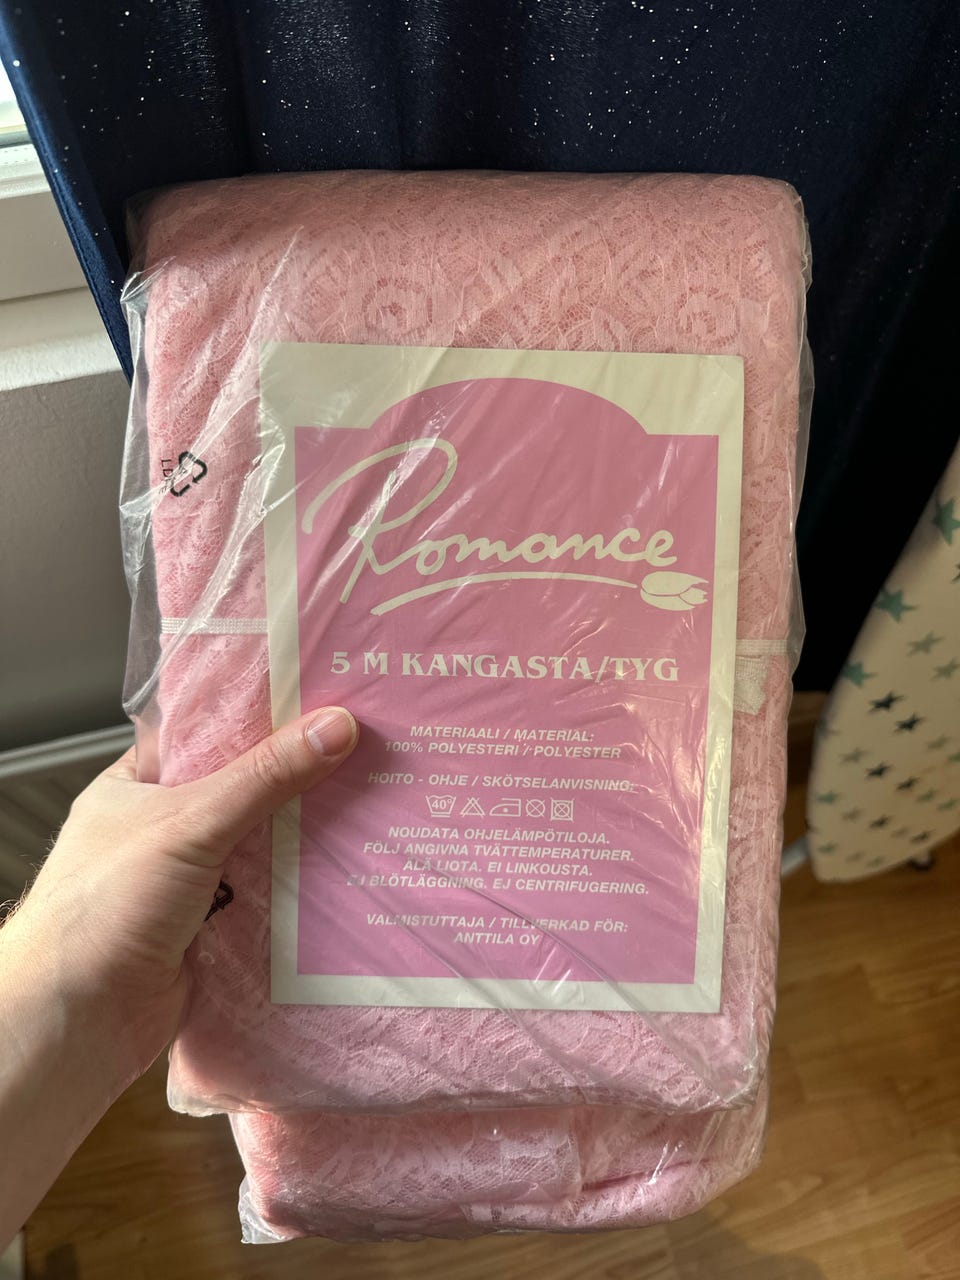 Romance
5 M KANGASTA/TYG
MATERIAALI / MATERIAL:
100% POLYESTERI / POLYESTER
HOITO - OHJE / SKÖTSELANVISNING:
40°
NOUDATA OHJELÄMPÖTILOJA.
FÖLJ ANGIVNA TVÄTTEMPERATURER.
ÄLÄ LIOTA. EI LINKOUSTA.
EJ BLÖTLÄGGNING. EJ CENTRIFUGERING.
VALMISTUTTAJA / TILLVERKAD FÖR:
ANTTILA OY